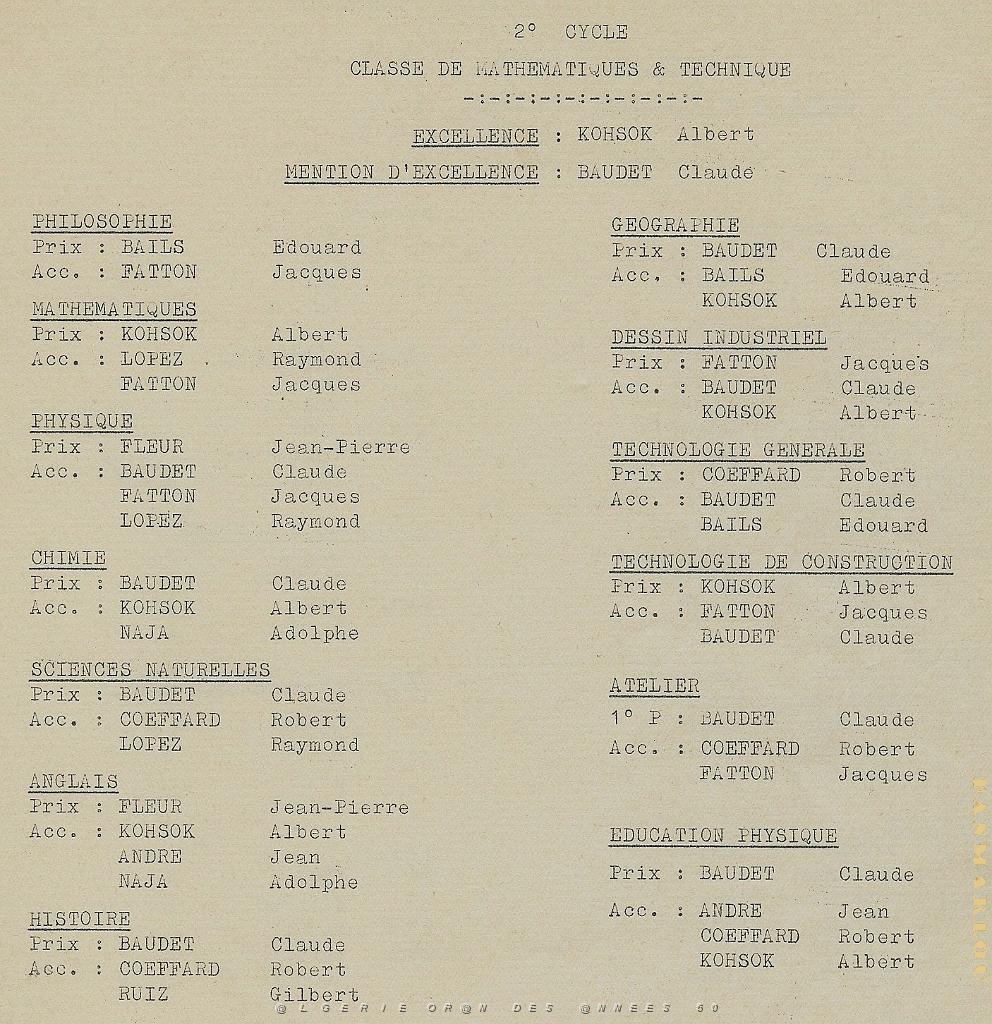 2° CYCLE
CLASSE DE MATHEMATIQUES & TECHNIQUE
-:-:-:-:-:-:-:-:-:-
EXCELLENCE : KOHSOK Albert
MENTION D'EXCELLENCE : BAUDET Claude
PHILOSOPHIE
Prix : BAILS Edouard
Acc. : FATTON Jacques
MATHEMATIQUES
Prix : KOHSOK Albert
Acc. : LOPEZ . Raymond
FATTON Jacques
PHYSIQUE
Prix : FLEUR Jean-Pierre
Acc. : BAUDET Claude
FATTON Jacques
LOPEZ Raymond
CHIMIE
Prix : BAUDET Claude
Acc. : KOHSOK Albert
NAJA Adolphe
SCIENCES NATURELLES
Prix : BAUDET Claude
Acc. : COEFFARD Robert
LOPEZ Raymond
ANGLAIS
Prix : FLEUR Jean-Pierre
Acc. : KOHSOK Albert
ANDRE Jean
NAJA Adolphe
HISTOIRE
Prix : BAUDET Claude
Acc. : COEFFARD Robert
RUIZ Gilbert
GEOGRAPHIE
Prix : BAUDET Claude
Acc. : BAILS Edouard
KOHSOK Albert
DESSIN INDUSTRIEL
Prix : FATTON Jacques
Acc. : BAUDET Claude
KOHSOK Albert
TECHNOLOGIE GENERALE
Prix : COEFFARD Robert
Acc. : BAUDET Claude
BAILS Edouard
TECHNOLOGIE DE CONSTRUCTION
Prix : KOHSOK Albert
Acc. : FATTON Jacques
BAUDET Claude
ATELIER
1° P : BAUDET Claude
Acc. : COEFFARD Robert
FATTON Jacques
EDUCATION PHYSIQUE
Prix : BAUDET Claude
Acc. : ANDRE Jean
COEFFARD Robert
KOHSOK Albert
@LGERIE OR@N DES @NNEES 60